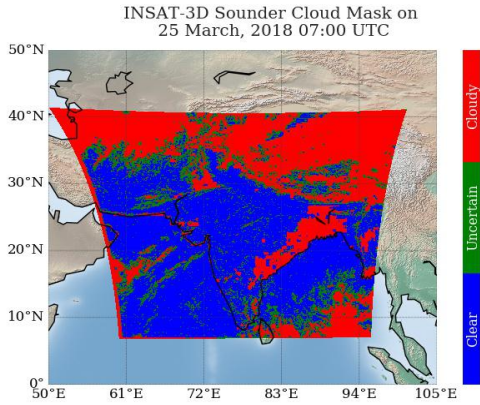 INSAT-3D Sounder Cloud Mask on
25 March, 2018 07:00 UTC
50°N
40°N
30°N
20°N
10°N
0°
50°E
61°E
72°E
83°E
94°E
105°E
Cloudy
Uncertain
Clear